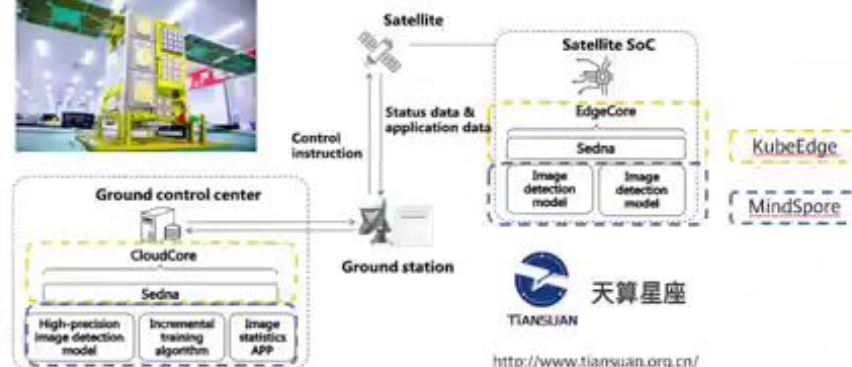 Satellite
Satellite SoC
EdgeCore
Sedna
Image
detection
model
Image
detection
model
KubeEdge
MindSpore
Control
instruction
Status data &
application data
Ground control center
CloudCore
Sedna
High-precision
image detection
model
Incremental
training
algorithm
Image
statistics
APP
Ground station
TiANSUAN
天算星座
http://www.tiansuan.org.cn/